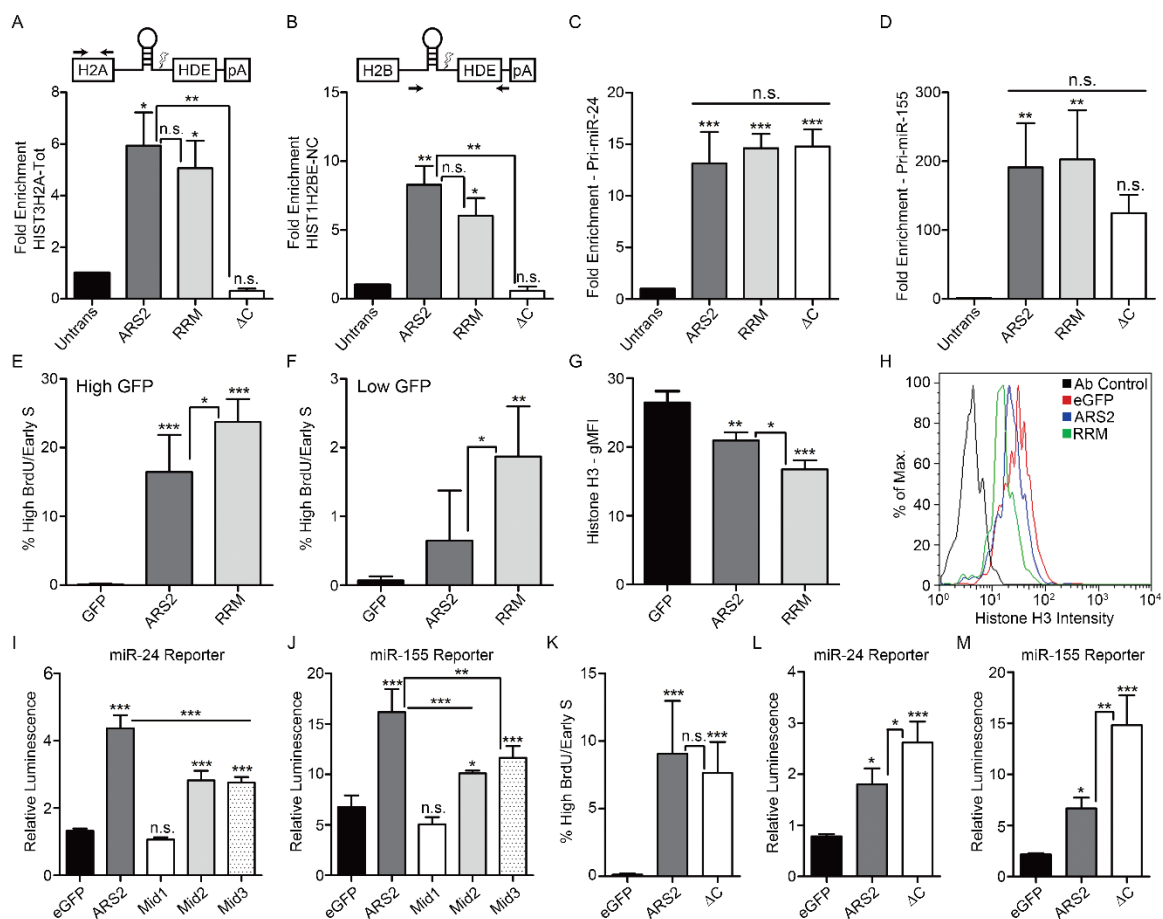 A
H2A
HDE
pA
Fold Enrichment
HIST3H2A-Tot
8
6
4
2
0
*
**
n.s.
*
n.s.
Untrans
ARS2
RRM
ΔC
B
H2B
HDE
pA
Fold Enrichment
HIST1H2BE-NC
15
10
5
0
**
**
n.s.
*
n.s.
Untrans
ARS2
RRM
ΔC
C
Fold Enrichment - Pri-miR-24
20
15
10
5
0
n.s.
***
***
***
Untrans
ARS2
RRM
ΔC
D
Fold Enrichment - Pri-miR-155
300
200
100
0
n.s.
**
**
n.s.
Untrans
ARS2
RRM
ΔC
E
High GFP
% High BrdU/Early S
30
20
10
0
***
*
***
GFP
ARS2
RRM
F
Low GFP
% High BrdU/Early S
3
2
1
0
*
**
GFP
ARS2
RRM
G
Histone H3 - gMFI
30
20
10
0
**
*
***
GFP
ARS2
RRM
H
% of Max.
100
80
60
40
20
0
Ab Control
eGFP
ARS2
RRM
10⁰
10¹
10²
10³
10⁴
Histone H3 Intensity
I
miR-24 Reporter
Relative Luminescence
6
4
2
0
***
***
n.s.
***
***
eGFP
ARS2
Mid1
Mid2
Mid3
J
miR-155 Reporter
Relative Luminescence
20
15
10
5
0
***
**
***
n.s.
*
***
eGFP
ARS2
Mid1
Mid2
Mid3
K
% High BrdU/Early S
15
10
5
0
***
n.s.
***
eGFP
ARS2
ΔC
L
miR-24 Reporter
Relative Luminescence
4
3
2
1
0
*
*
***
eGFP
ARS2
ΔC
M
miR-155 Reporter
Relative Luminescence
20
15
10
5
0
*
**
***
eGFP
ARS2
ΔC